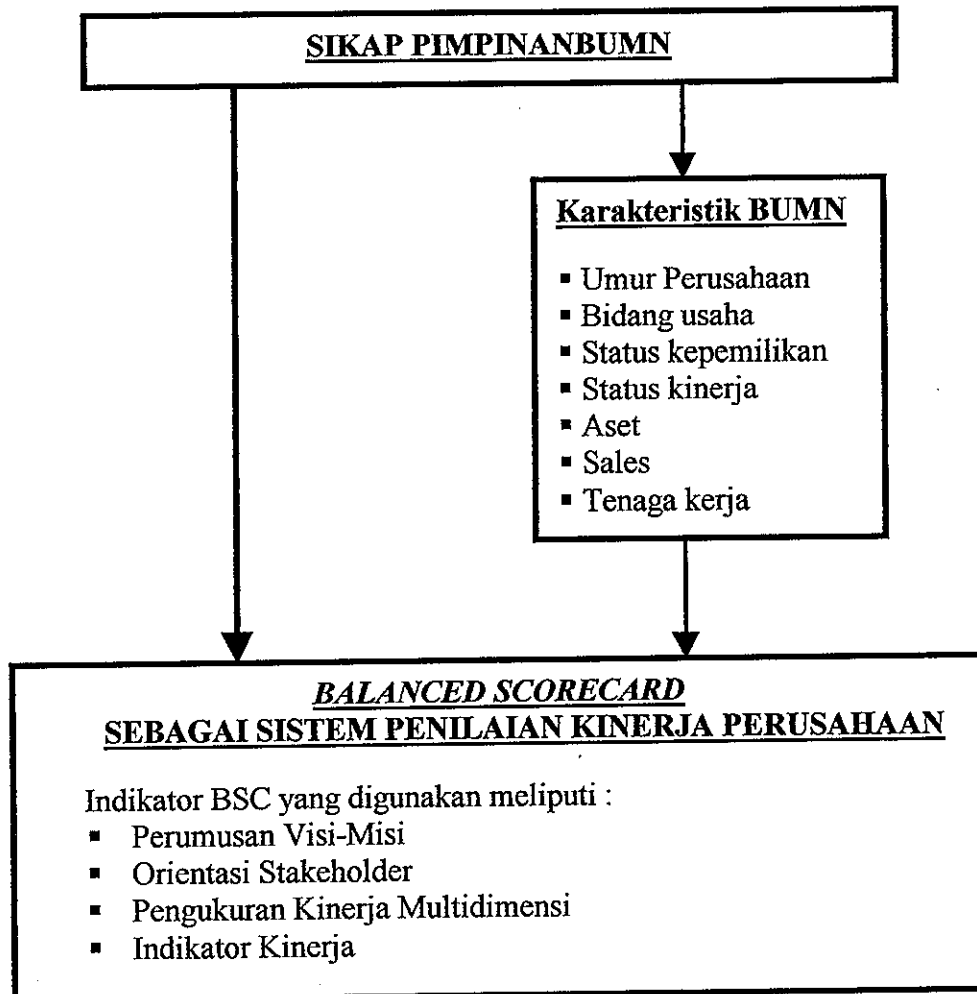 SIKAP PIMPINANBUMN
Karakteristik BUMN
▪ Umur Perusahaan
▪ Bidang usaha
▪ Status kepemilikan
▪ Status kinerja
▪ Aset
▪ Sales
▪ Tenaga kerja
BALANCED SCORECARD
SEBAGAI SISTEM PENILAIAN KINERJA PERUSAHAAN
Indikator BSC yang digunakan meliputi :
▪ Perumusan Visi-Misi
▪ Orientasi Stakeholder
▪ Pengukuran Kinerja Multidimensi
▪ Indikator Kinerja